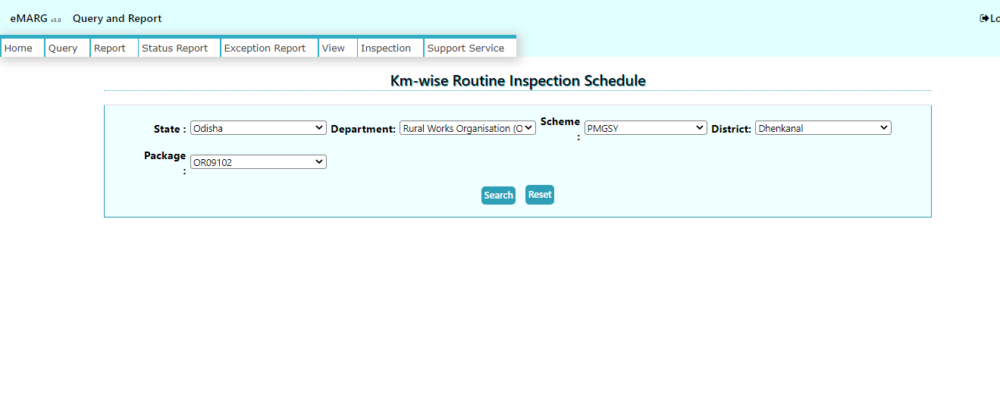 eMARG v3.0 Query and Report
Home Query Report Status Report Exception Report View Inspection Support Service
Km-wise Routine Inspection Schedule
State : Odisha Department: Rural Works Organisation (O Scheme : PMGSY District: Dhenkanal
Package : OR09102
Search Reset